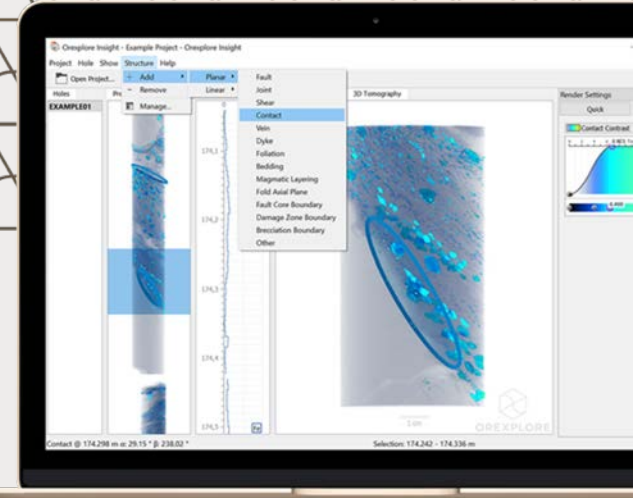 Orexplore Insight - Example Project - Orexplore Insight
Project Hole Show Structure Help
Open Project...
Add
Remove
Manage...
Planar
Linear
Fault
Joint
Shear
Contact
Vein
Dyke
Foliation
Bedding
Magmatic Layering
Fold Axial Plane
Fault Core Boundary
Damage Zone Boundary
Brecciation Boundary
Other
Holes
EXAMPLE01
0
174,1
174,2
174,3
174,4
174,5
Fe
3D Tomography
OREXPLORE
Render Settings
Quick
Contact Contrast
Contact @ 174.298 m α: 29.15 ° β: 238.02 °
Selection: 174.242 - 174.336 m